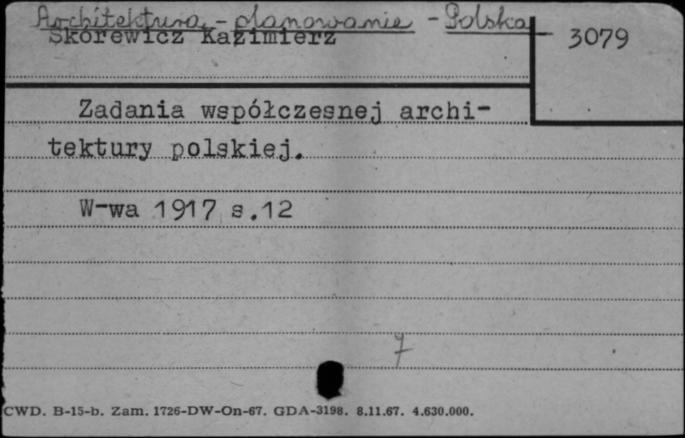 Architektura - planowanie - Polska
Skórewicz Kazimierz
3079
Zadania współczesnej archi-
tektury polskiej.
W-wa 1917 s.12
7
CWD. B-15-b. Zam. 1726-DW-On-67. GDA-3198. 8.11.67. 4.630.000.